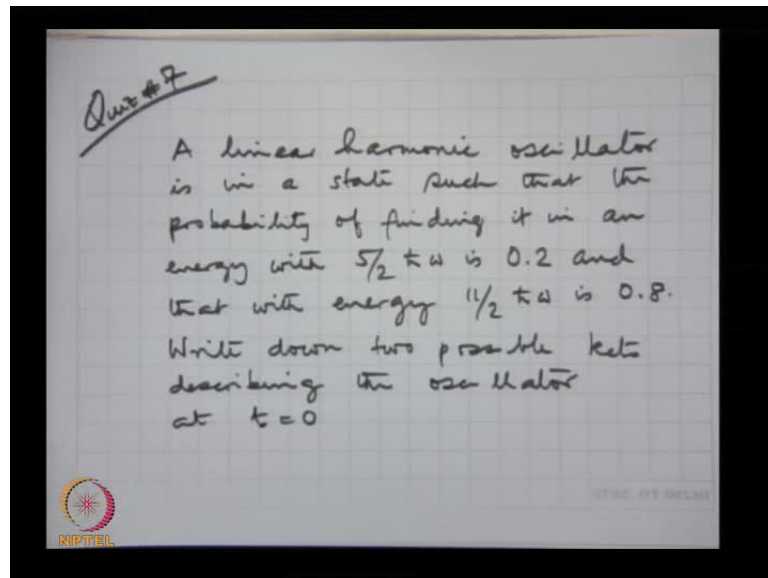 Quiz #7
A linear harmonic oscillator
is in a state such that the
probability of finding it in an
energy with 5/2 ħω is 0.2 and
that with energy 11/2 ħω is 0.8.
Write down two possible kets
describing the oscillator
at t = 0
NPTEL